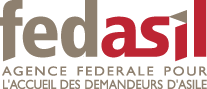 fedasil
AGENCE FEDERALE POUR
L'ACCUEIL DES DEMANDEURS D'ASILE